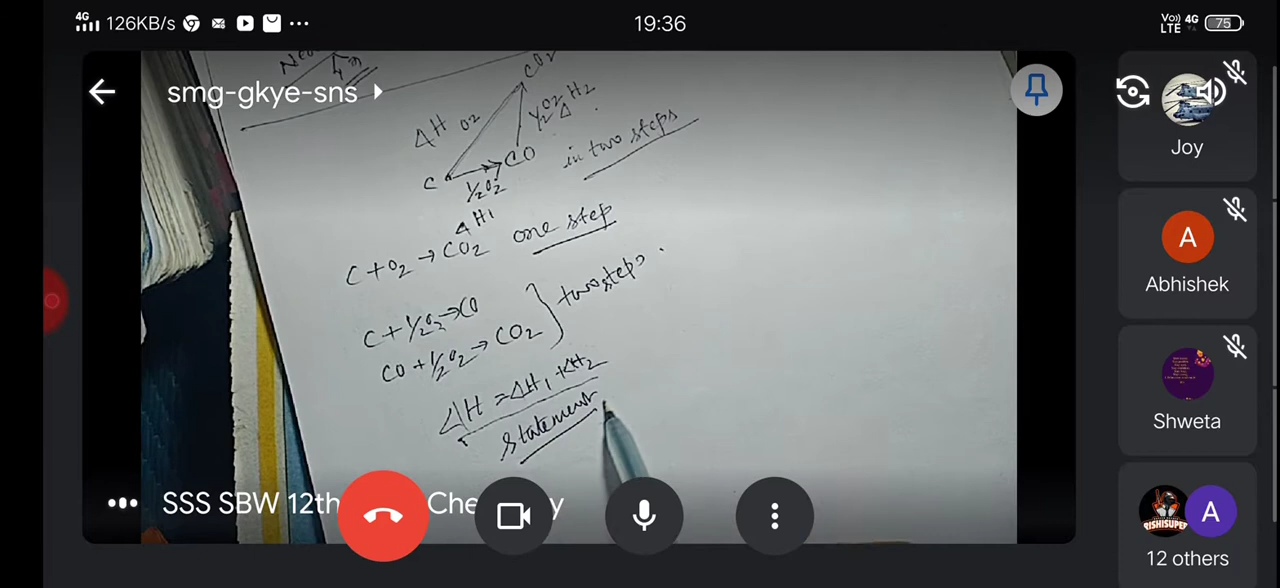 4G 126KB/s ... 19:36 Vo)) LTE 4G 75
smg-gkye-sns
CO2
ΔH O2 1/2O2 ΔH2
C CO in two steps
1/2O2
ΔH1
C + O2 → CO2 one step
C + 1/2O2 → CO
CO + 1/2O2 → CO2 } two steps.
ΔH = ΔH1 + ΔH2
Statement
SSS SBW 12th Che y
Joy
A
Abhishek
Shweta
RISHISUPER A
12 others